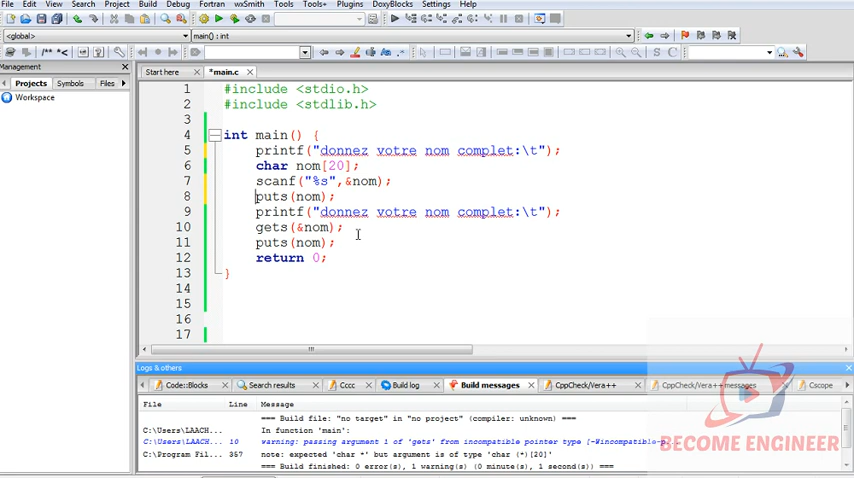 File Edit View Search Project Build Debug Fortran wxSmith Tools Tools+ Plugins DoxyBlocks Settings Help
<global> main() : int
/** *<
Management
Projects Symbols Files
Workspace
Start here *main.c
1 #include <stdio.h>
2 #include <stdlib.h>
3
4 int main() {
5 printf("donnez votre nom complet:\t");
6 char nom[20];
7 scanf("%s",&nom);
8 puts(nom);
9 printf("donnez votre nom complet:\t");
10 gets(&nom);
11 puts(nom);
12 return 0;
13 }
14
15
16
17
Logs & others
Code::Blocks Search results Cccc Build log Build messages CppCheck/Vera++ CppCheck/Vera++ messages Cscope
File Line Message
=== Build file: "no target" in "no project" (compiler: unknown) ===
C:\Users\LAACH... In function 'main':
C:\Users\LAACH... 10 warning: passing argument 1 of 'gets' from incompatible pointer type [-Wincompatible-p...
C:\Program Fil... 357 note: expected 'char *' but argument is of type 'char (*)[20]'
=== Build finished: 0 error(s), 1 warning(s) (0 minute(s), 1 second(s)) ===
BECOME ENGINEER